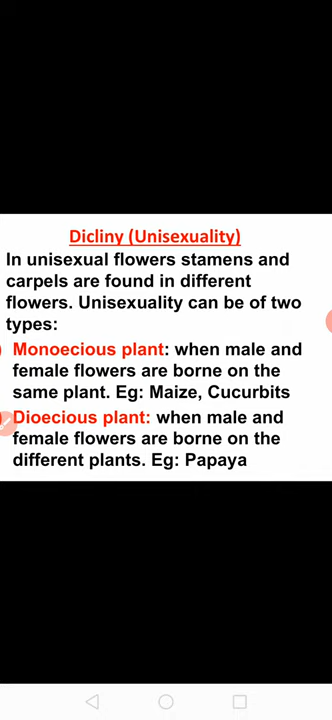 Dicliny (Unisexuality)
In unisexual flowers stamens and
carpels are found in different
flowers. Unisexuality can be of two
types:
Monoecious plant: when male and
female flowers are borne on the
same plant. Eg: Maize, Cucurbits
Dioecious plant: when male and
female flowers are borne on the
different plants. Eg: Papaya